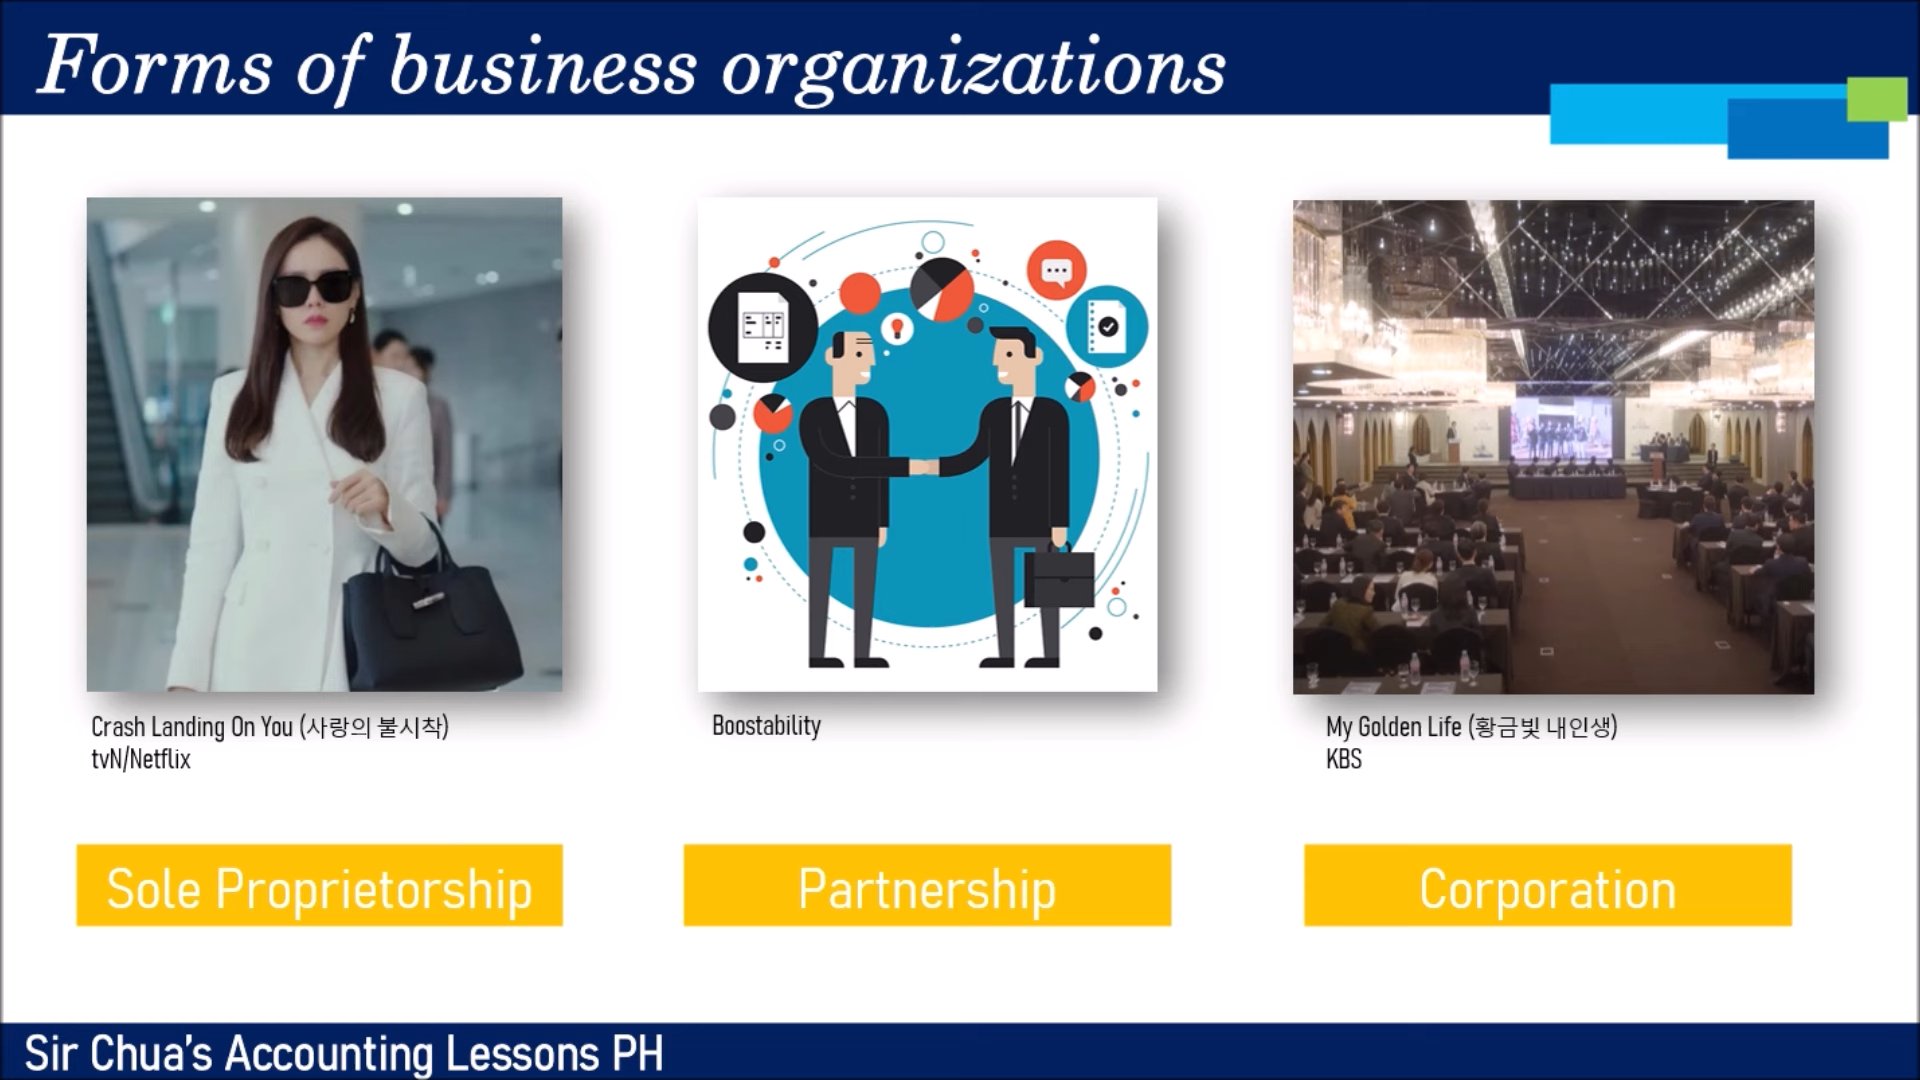 Forms of business organizations
Crash Landing On You (사랑의 불시착)
tvN/Netflix
Boostability
My Golden Life (황금빛 내인생)
KBS
Sole Proprietorship
Partnership
Corporation
Sir Chua's Accounting Lessons PH